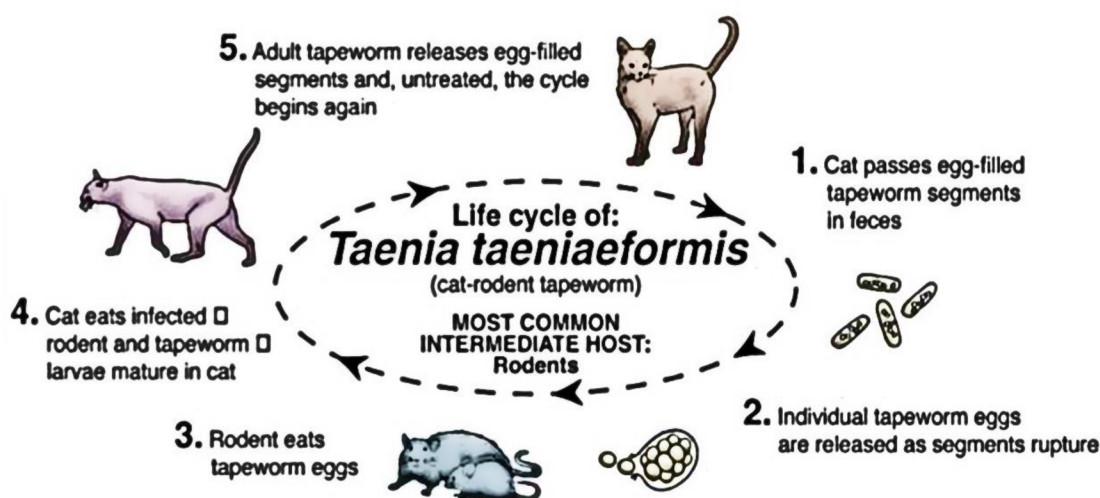 5. Adult tapeworm releases egg-filled
segments and, untreated, the cycle
begins again
1. Cat passes egg-filled
tapeworm segments
in feces
Life cycle of:
Taenia taeniaeformis
(cat-rodent tapeworm)
MOST COMMON
INTERMEDIATE HOST:
Rodents
4. Cat eats infected □
rodent and tapeworm □
larvae mature in cat
2. Individual tapeworm eggs
are released as segments rupture
3. Rodent eats
tapeworm eggs